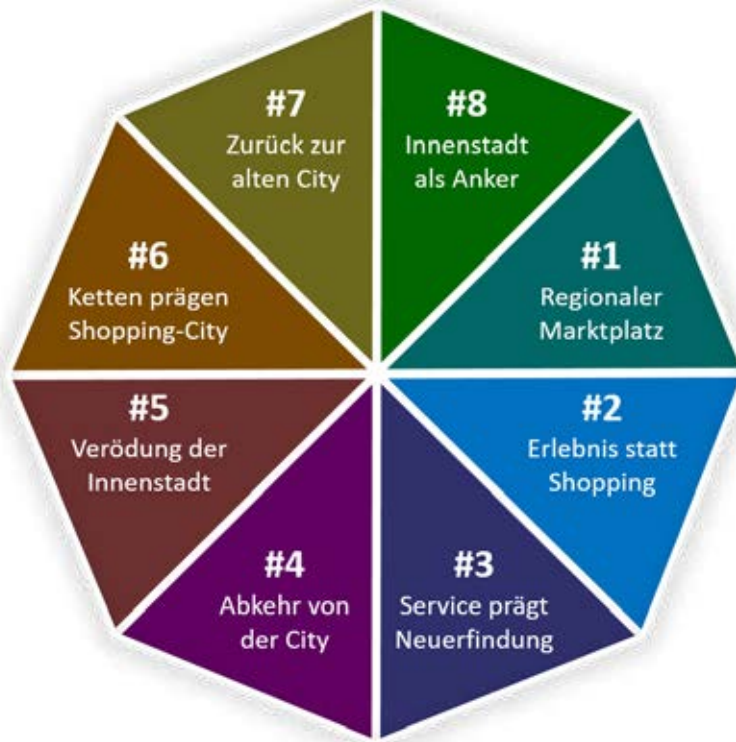 #7
Zurück zur
alten City
#8
Innenstadt
als Anker
#6
Ketten prägen
Shopping-City
#1
Regionaler
Marktplatz
#5
Verödung der
Innenstadt
#2
Erlebnis statt
Shopping
#4
Abkehr von
der City
#3
Service prägt
Neuerfindung